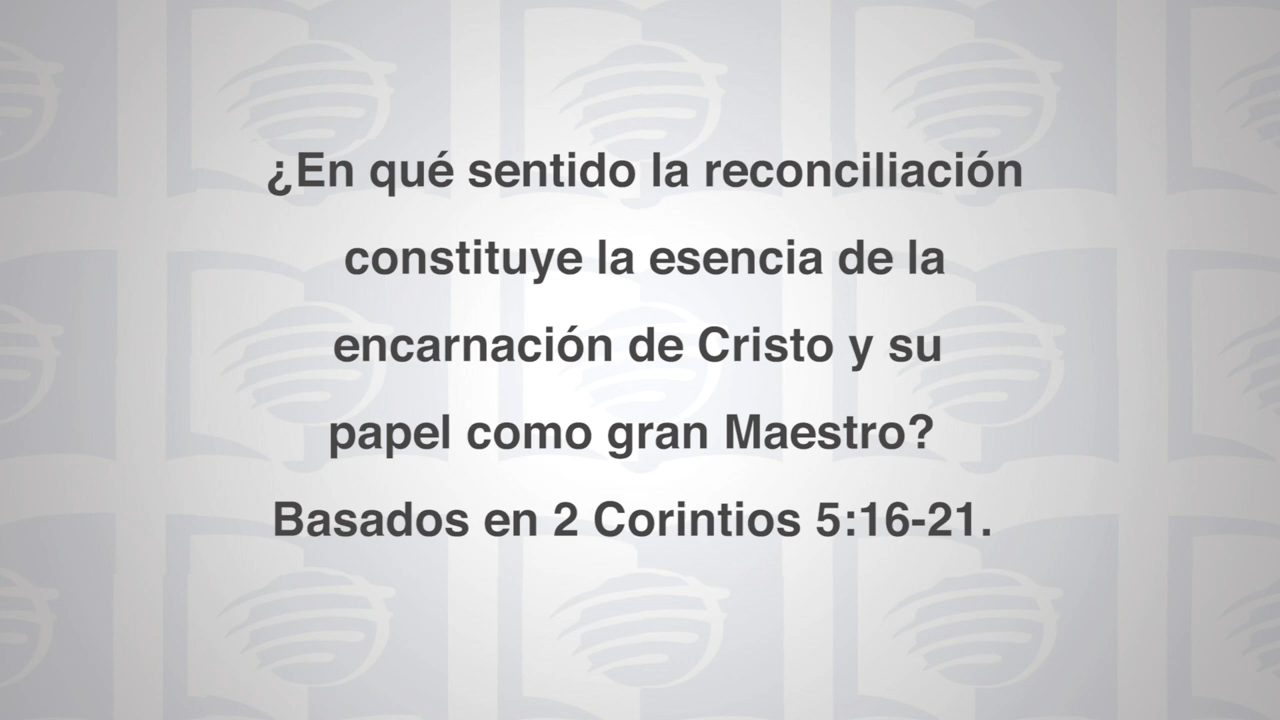 ¿En qué sentido la reconciliación
constituye la esencia de la
encarnación de Cristo y su
papel como gran Maestro?
Basados en 2 Corintios 5:16-21.